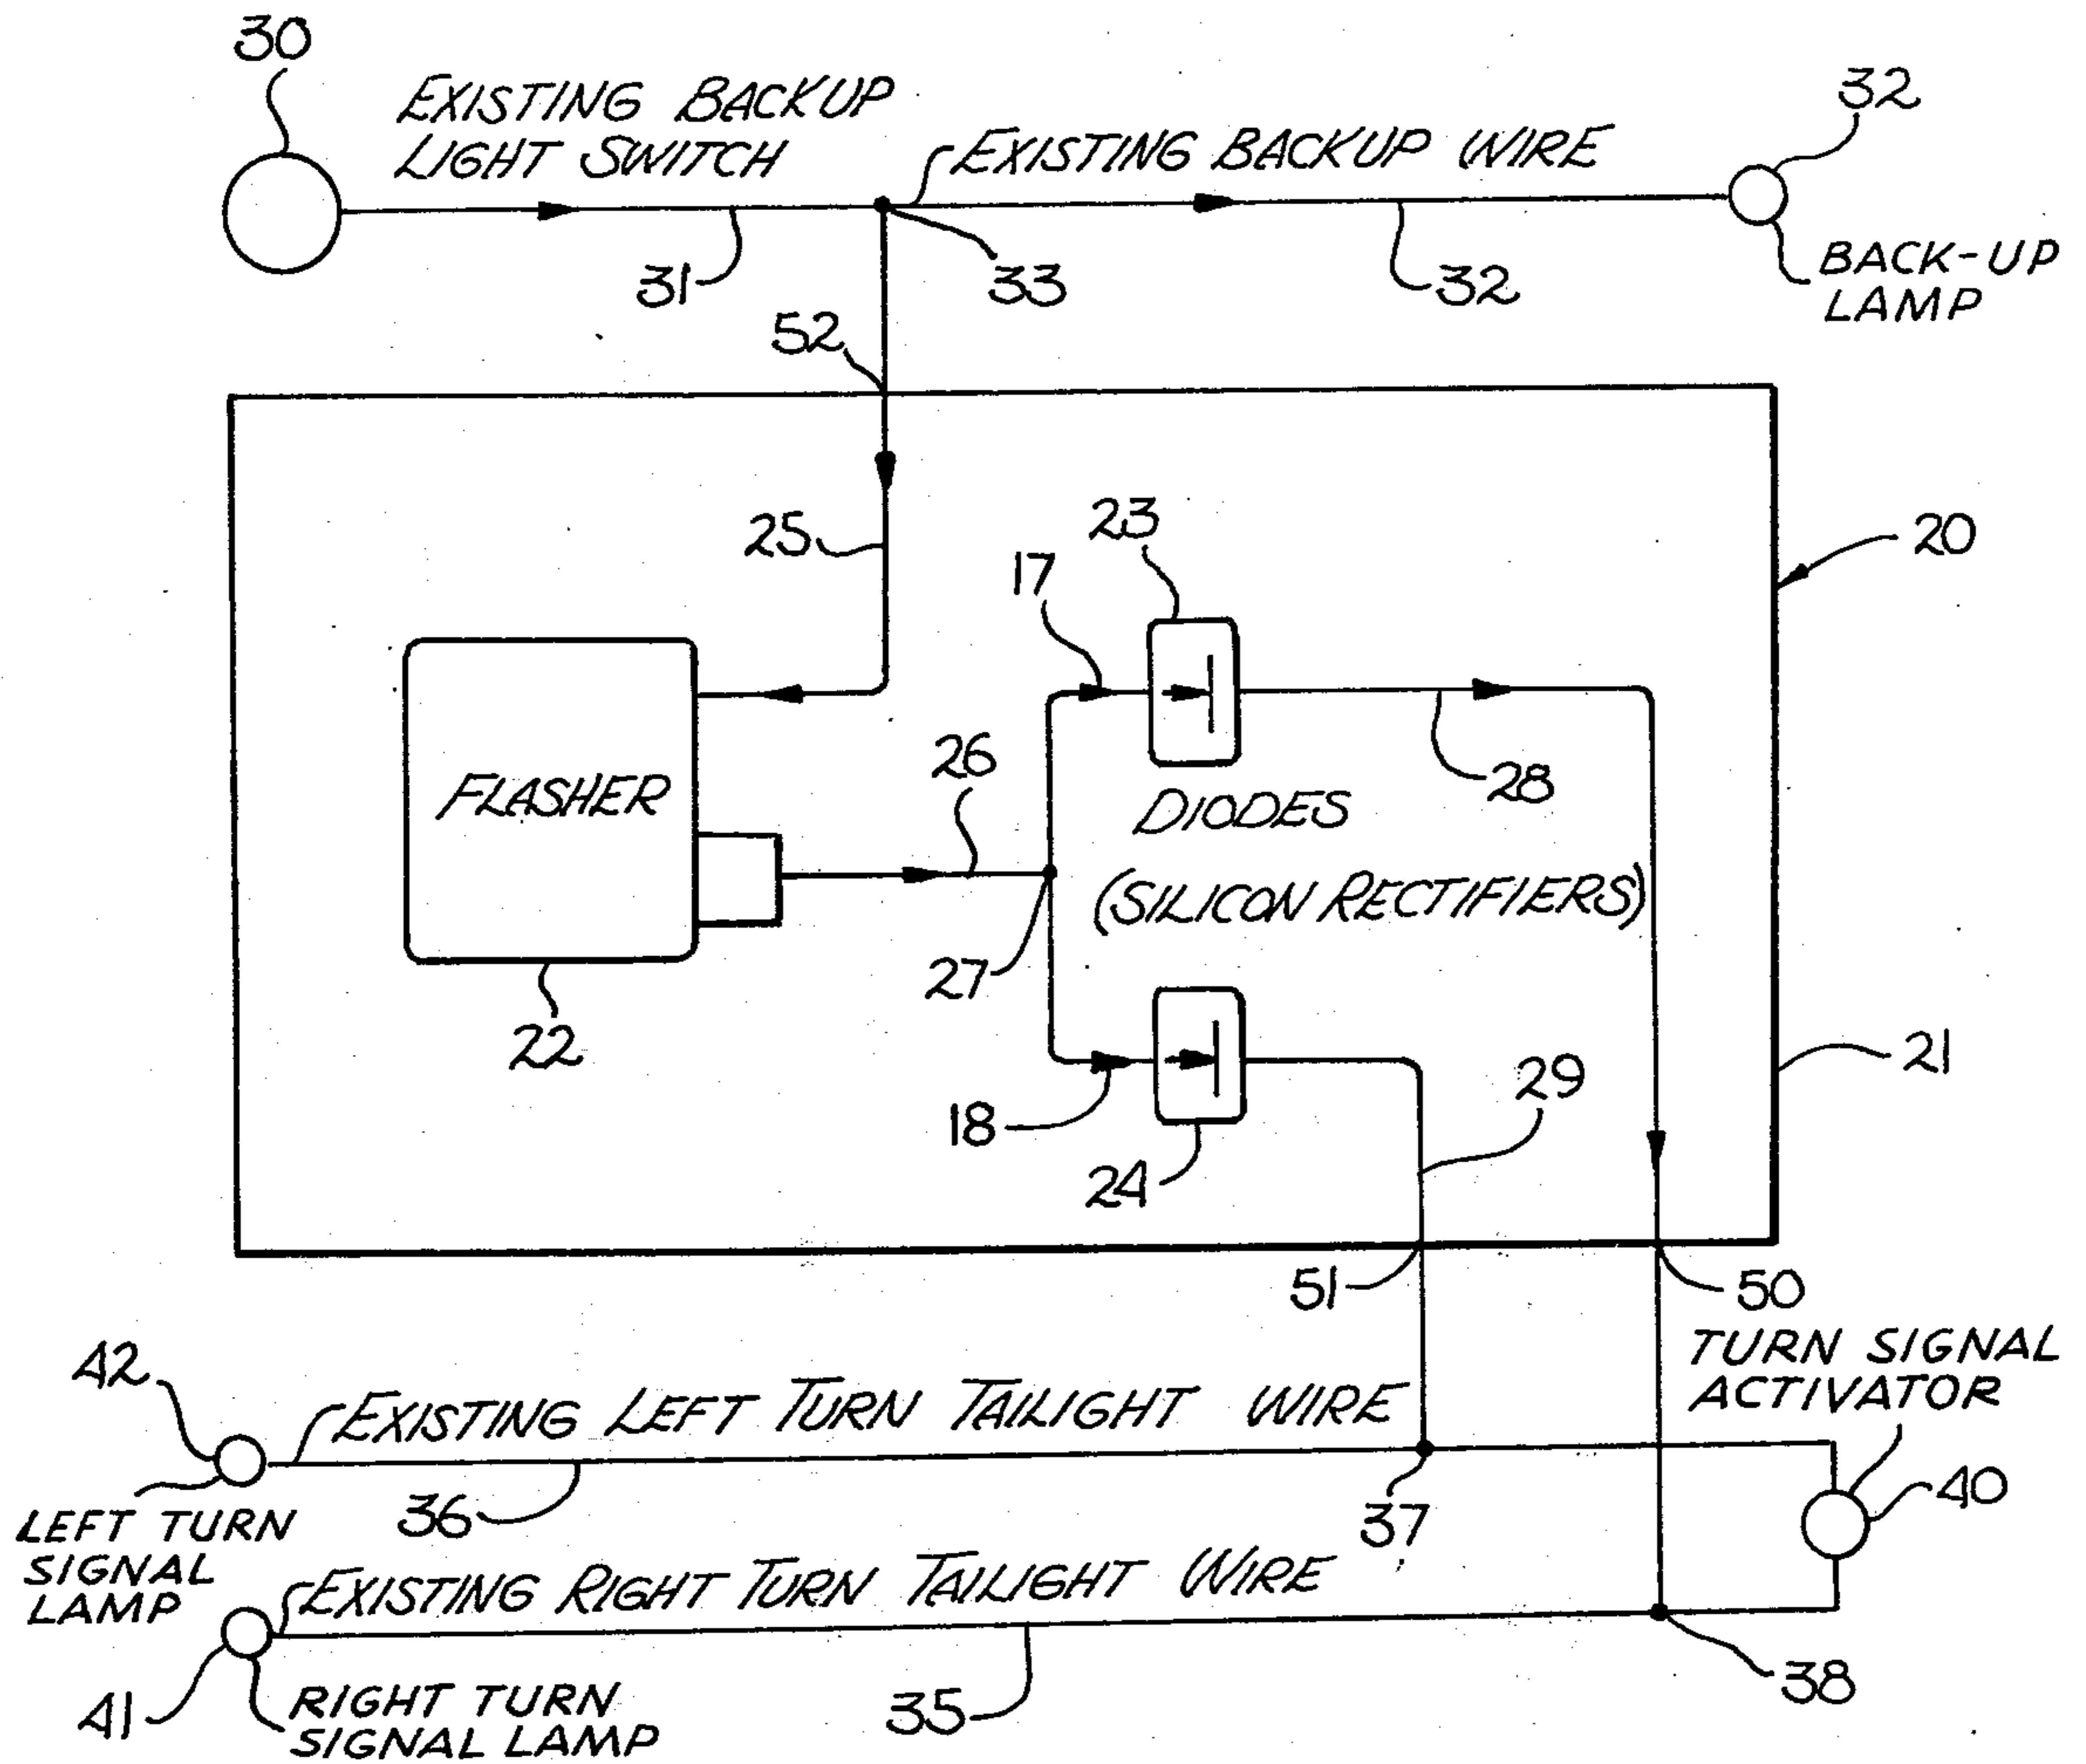 30
EXISTING BACKUP
LIGHT SWITCH
EXISTING BACKUP WIRE
32
31
33
32
BACK-UP
LAMP
52
25
23
17
20
26
28
FLASHER
DIODES
(SILICON RECTIFIERS)
27
22
18
24
29
21
51
50
TURN SIGNAL
ACTIVATOR
42
EXISTING LEFT TURN TAILIGHT WIRE
36
37
40
LEFT TURN
SIGNAL
LAMP
EXISTING RIGHT TURN TAILIGHT WIRE
41
RIGHT TURN
SIGNAL LAMP
35
38